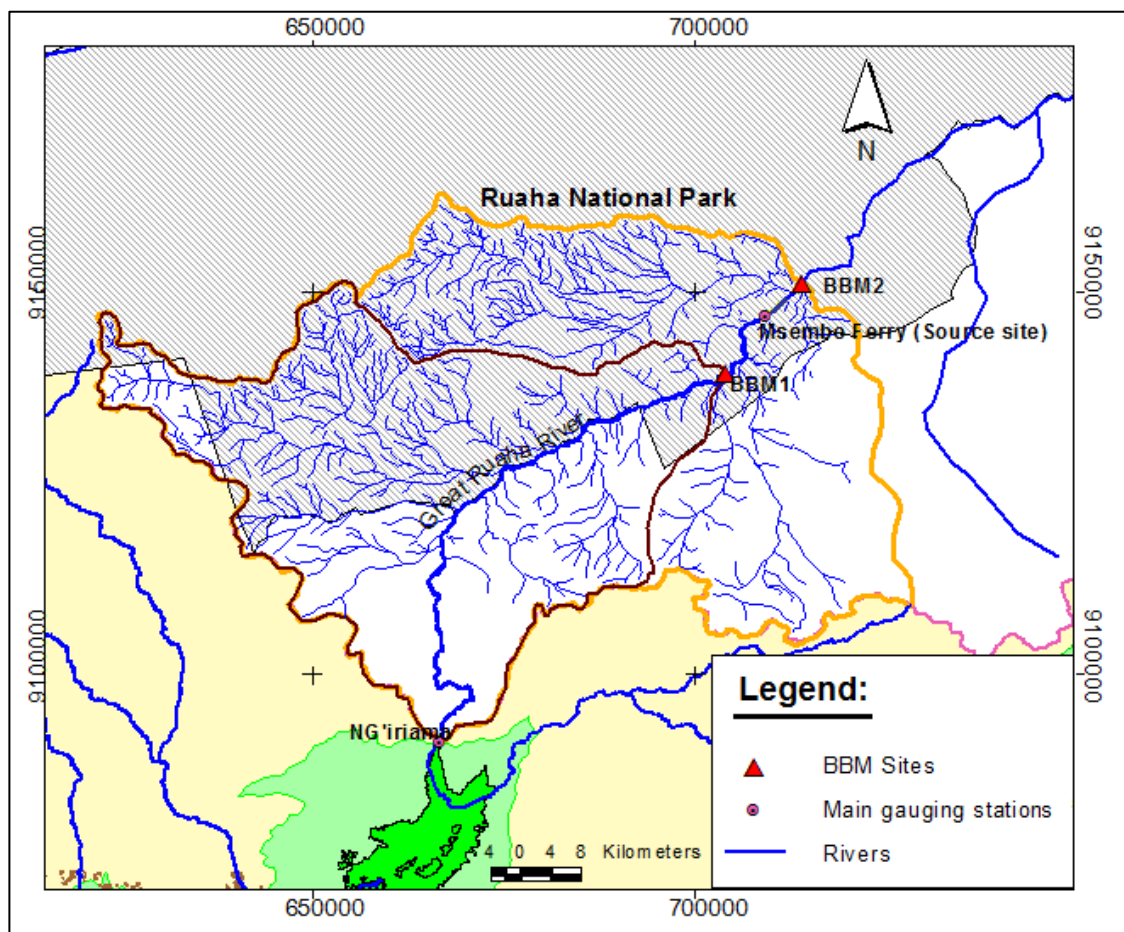 650000 700000
N
Ruaha National Park
9150000 9150000
BBM2
Msembo Ferry (Source site)
BBM1
Great Ruaha River
9100000 9100000
NG'iriama
Legend:
BBM Sites
Main gauging stations
Rivers
4 0 4 8 Kilometers
650000 700000